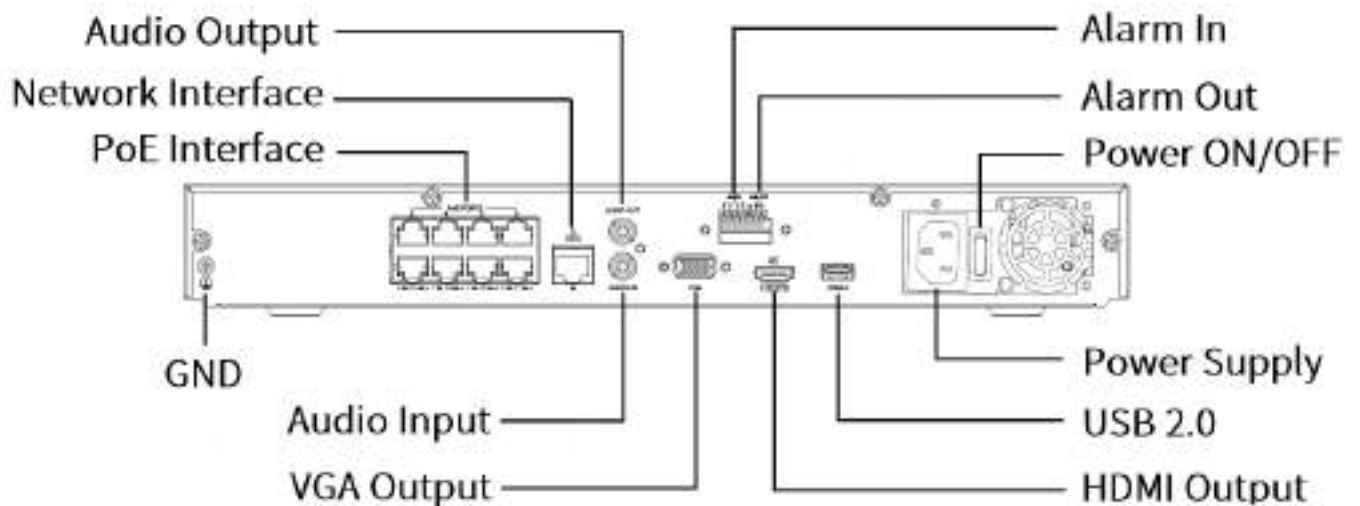 Audio Output
Network Interface
PoE Interface
Alarm In
Alarm Out
Power ON/OFF
GND
Audio Input
VGA Output
Power Supply
USB 2.0
HDMI Output